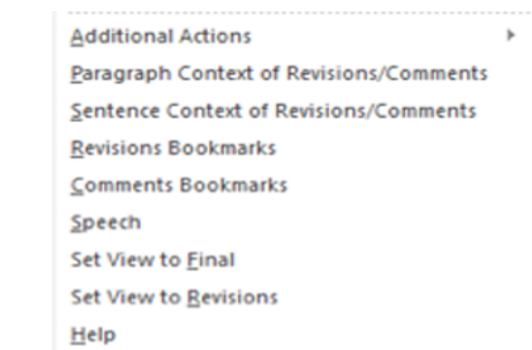 Additional Actions
Paragraph Context of Revisions/Comments
Sentence Context of Revisions/Comments
Revisions Bookmarks
Comments Bookmarks
Speech
Set View to Final
Set View to Revisions
Help